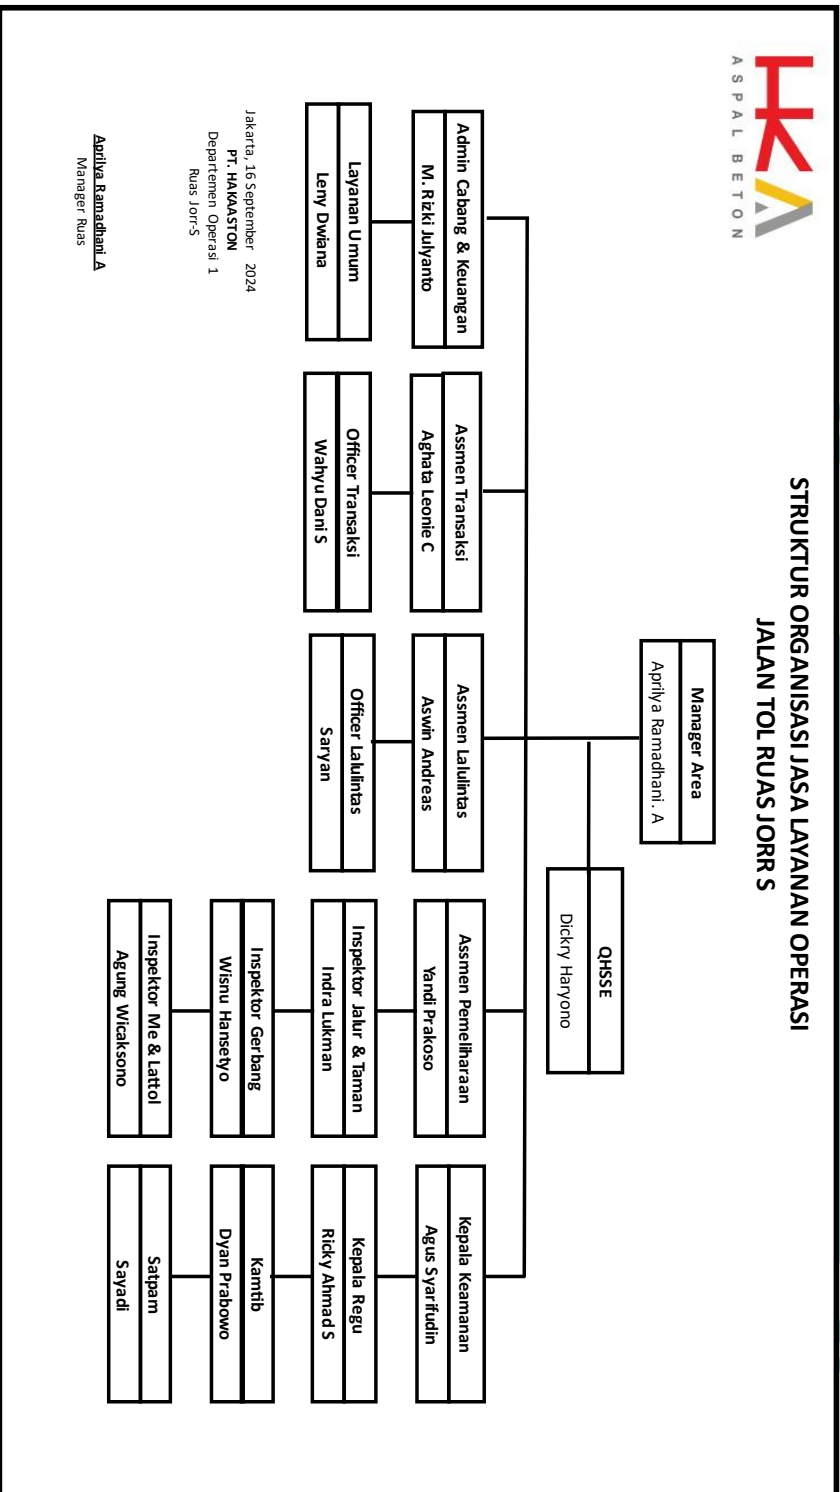 HKA
ASPAL BETON
STRUKTUR ORGANISASI JASA LAYANAN OPERASI
JALAN TOL RUAS JORR S
Manager Area
Aprilya Ramadhani. A
QHSSE
Dickry Haryono
Admin Cabang & Keuangan
M. Rizki Julyanto
Layanan Umum
Leny Dwiana
Assmen Transaksi
Aghata Leonie C
Officer Transaksi
Wahyu Dani S
Assmen Lalulintas
Aswin Andreas
Officer Lalulintas
Saryan
Assmen Pemeliharaan
Yandi Prakoso
Inspektor Jalur & Taman
Indra Lukman
Inspektor Gerbang
Wisnu Hansetyo
Inspektor Me & Lattol
Agung Wicaksono
Kepala Keamanan
Agus Syarifudin
Kepala Regu
Ricky Ahmad S
Kamtib
Dyan Prabowo
Satpam
Sayadi
Jakarta, 16 September 2024
PT. HAKAASTON
Departemen Operasi 1
Ruas Jorr-S
Aprilya Ramadhani A
Manager Ruas